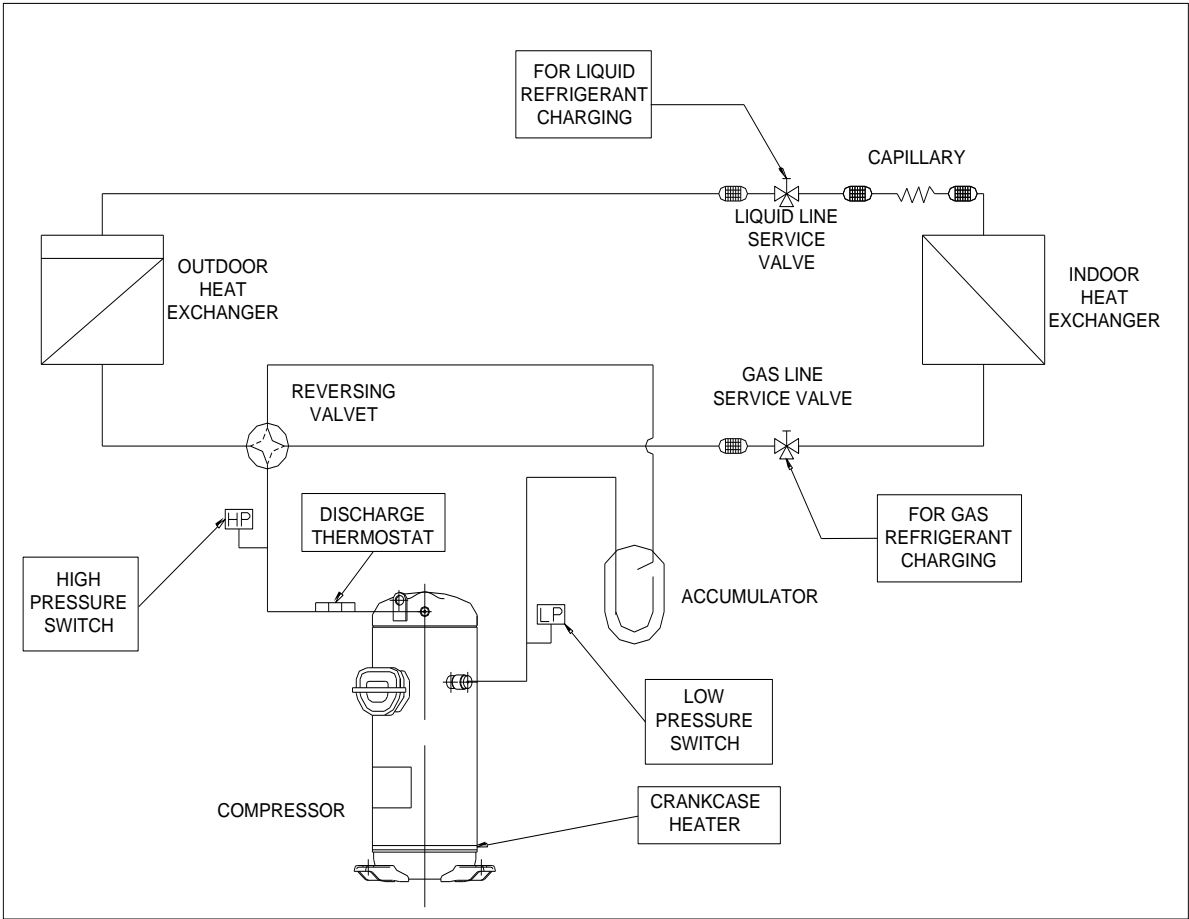 FOR LIQUID
REFRIGERANT
CHARGING
CAPILLARY
LIQUID LINE
SERVICE
VALVE
OUTDOOR
HEAT
EXCHANGER
INDOOR
HEAT
EXCHANGER
REVERSING
VALVET
GAS LINE
SERVICE VALVE
HP
DISCHARGE
THERMOSTAT
FOR GAS
REFRIGERANT
CHARGING
HIGH
PRESSURE
SWITCH
LP
ACCUMULATOR
LOW
PRESSURE
SWITCH
COMPRESSOR
CRANKCASE
HEATER